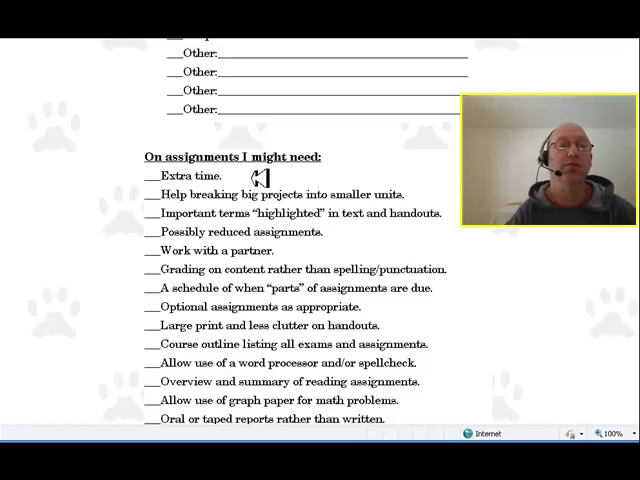 ___Other:
___Other:
___Other:
___Other:
On assignments I might need:
___Extra time.
___Help breaking big projects into smaller units.
___Important terms “highlighted” in text and handouts.
___Possibly reduced assignments.
___Work with a partner.
___Grading on content rather than spelling/punctuation.
___A schedule of when “parts” of assignments are due.
___Optional assignments as appropriate.
___Large print and less clutter on handouts.
___Course outline listing all exams and assignments.
___Allow use of a word processor and/or spellcheck.
___Overview and summary of reading assignments.
___Allow use of graph paper for math problems.
___Oral or taped reports rather than written.
Internet
100%